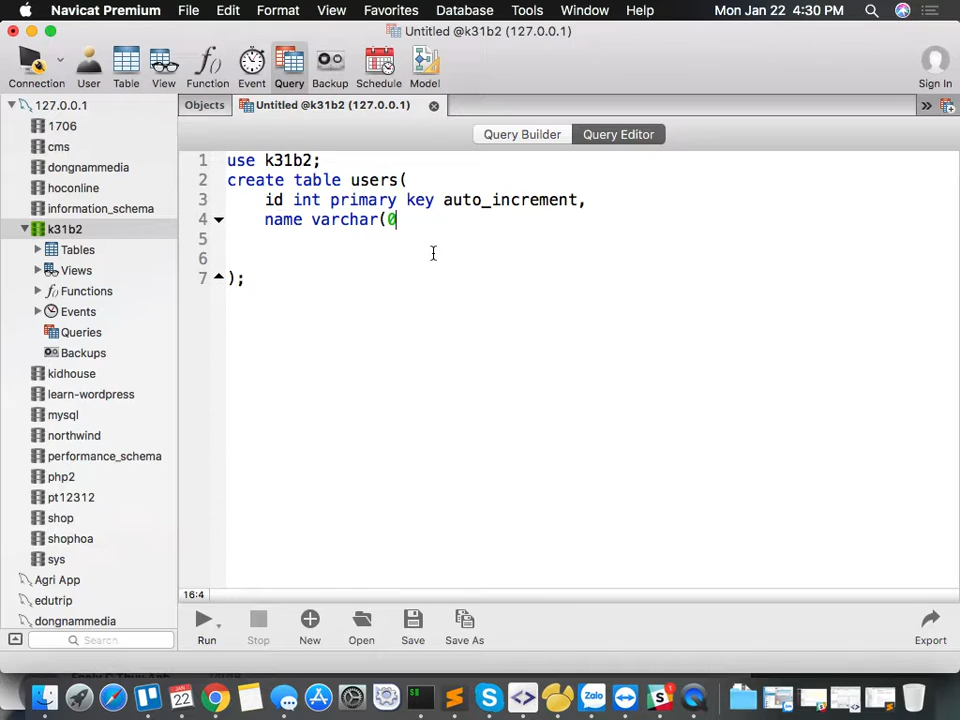 Navicat Premium File Edit Format View Favorites Database Tools Window Help Mon Jan 22 4:30 PM
Untitled @k31b2 (127.0.0.1)
Connection User Table View Function Event Query Backup Schedule Model Sign In
127.0.0.1
1706
cms
dongnammedia
hoconline
information_schema
k31b2
Tables
Views
Functions
Events
Queries
Backups
kidhouse
learn-wordpress
mysql
northwind
performance_schema
php2
pt12312
shop
shophoa
sys
Agri App
edutrip
dongnammedia
Search
Objects Untitled @k31b2 (127.0.0.1)
Query Builder Query Editor
1 use k31b2;
2 create table users(
3 id int primary key auto_increment,
4 name varchar(0
5
6
7 );
16:4
Run Stop New Open Save Save As Export
JAN 22 Zalo